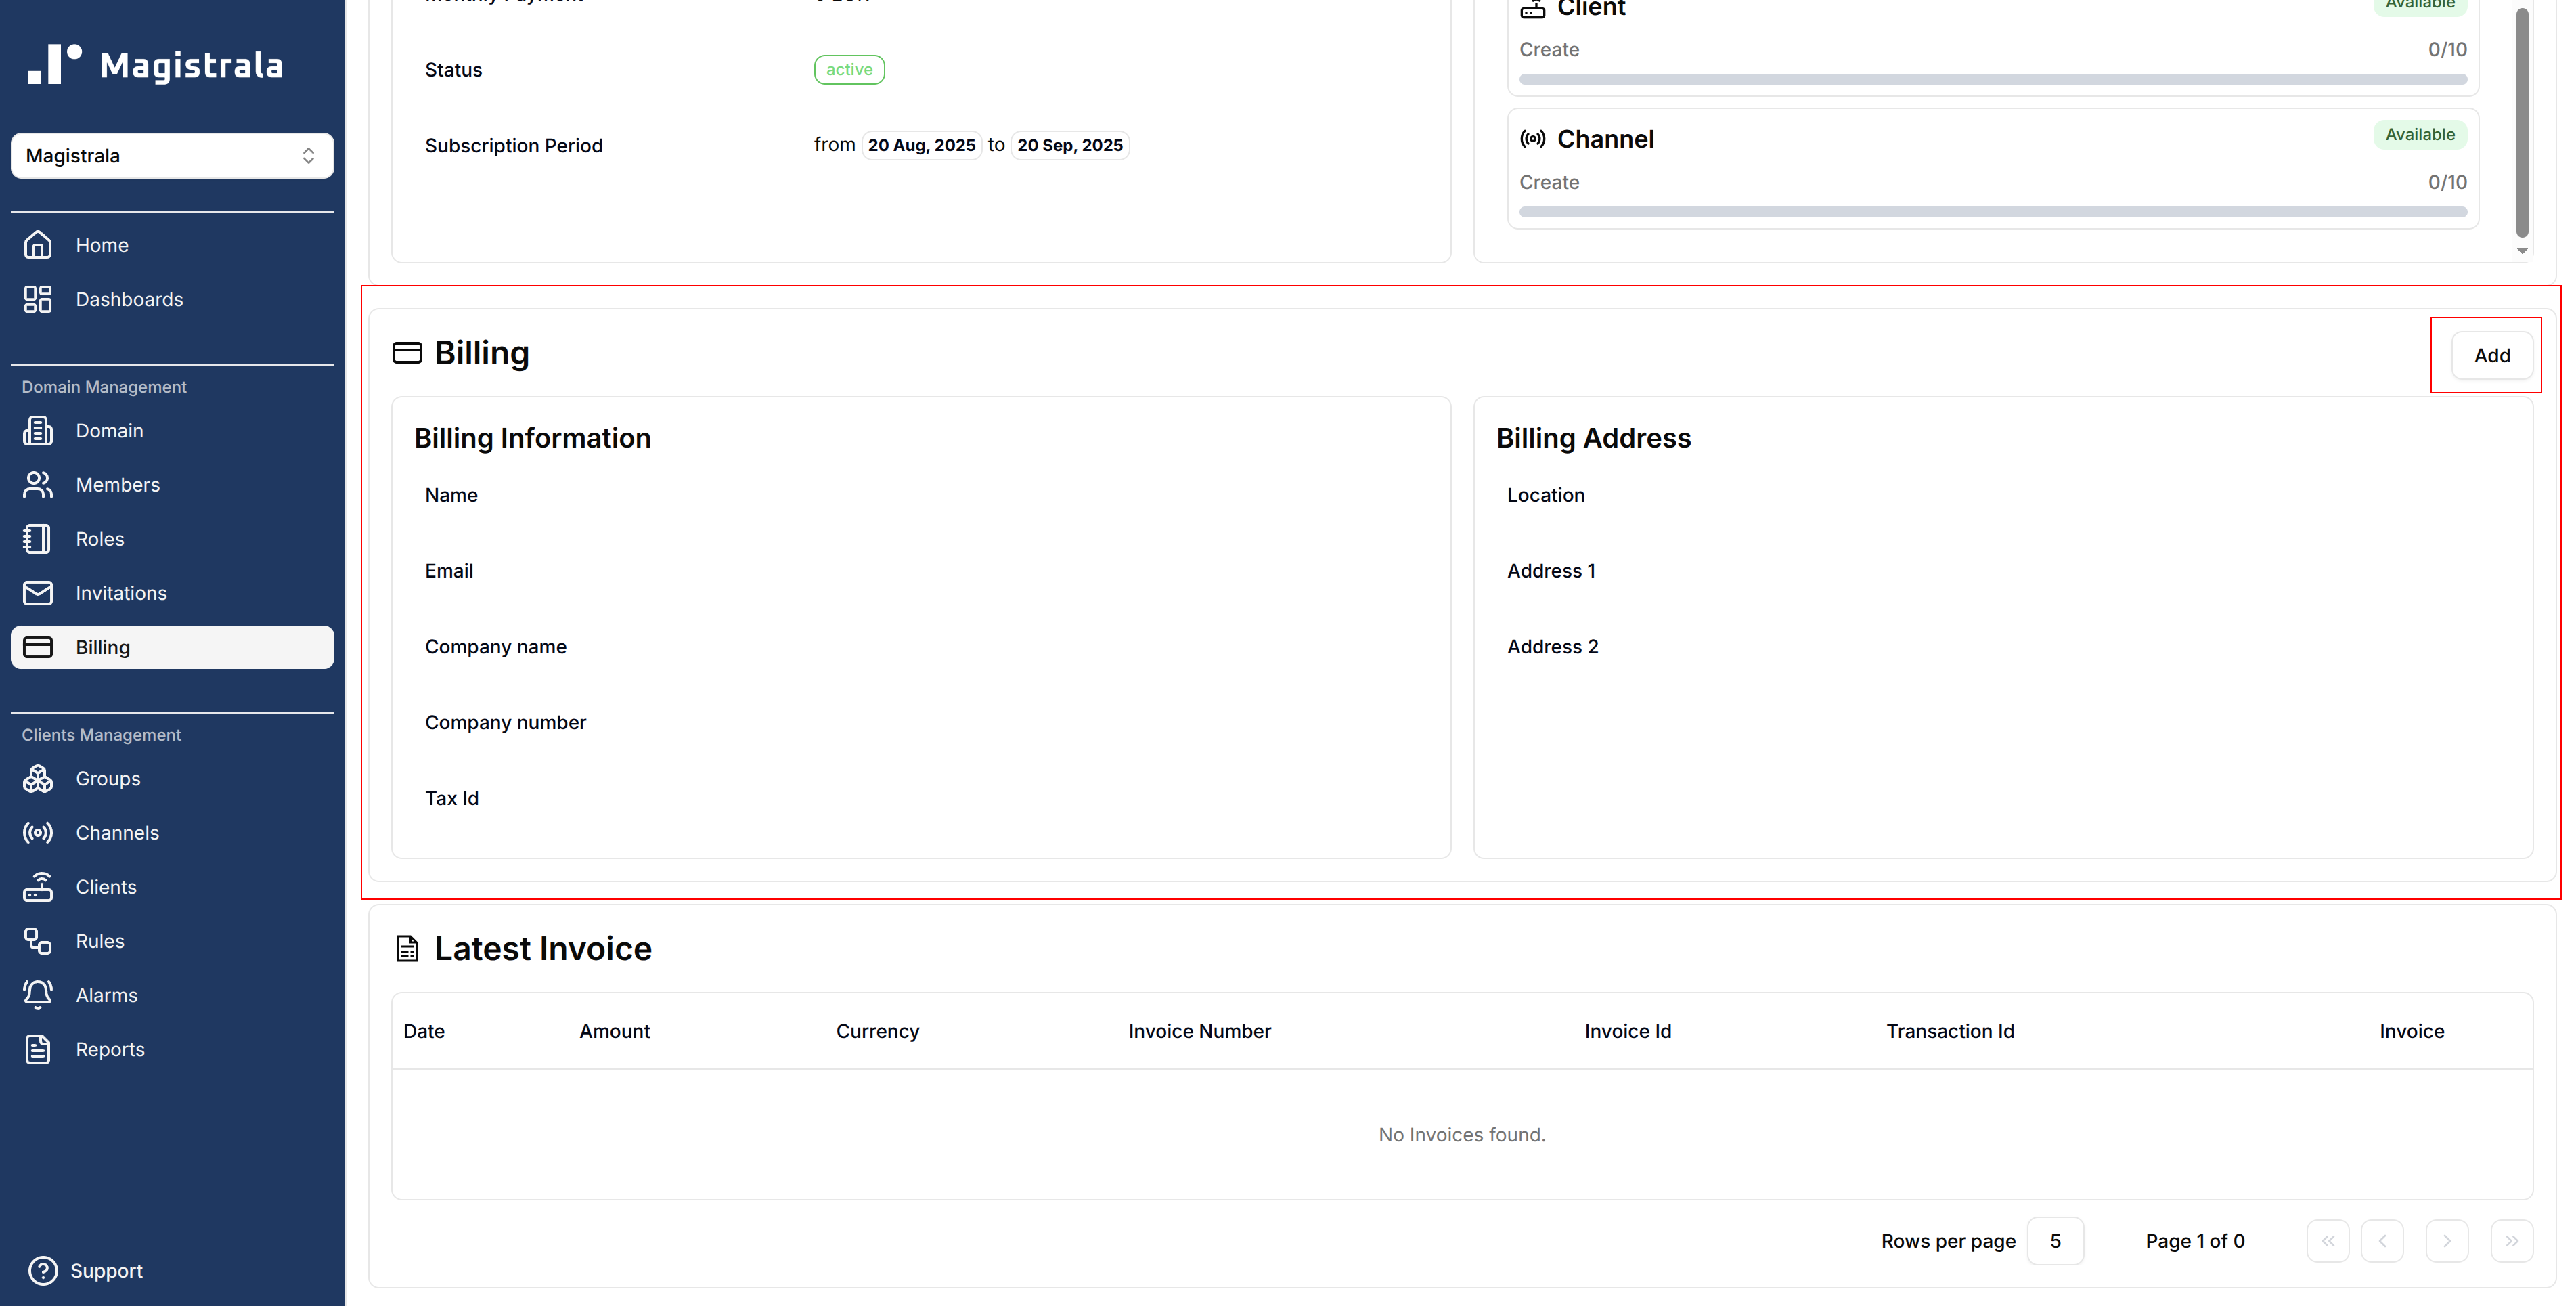 Magistrala
Magistrala
Home
Dashboards
Domain Management
Domain
Members
Roles
Invitations
Billing
Clients Management
Groups
Channels
Clients
Rules
Alarms
Reports
Support
Status active
Subscription Period from 20 Aug, 2025 to 20 Sep, 2025
Client Available
Create 0/10
Channel Available
Create 0/10
Billing Add
Billing Information
Name
Email
Company name
Company number
Tax Id
Billing Address
Location
Address 1
Address 2
Latest Invoice
Date Amount Currency Invoice Number Invoice Id Transaction Id Invoice
No Invoices found.
Rows per page 5 Page 1 of 0